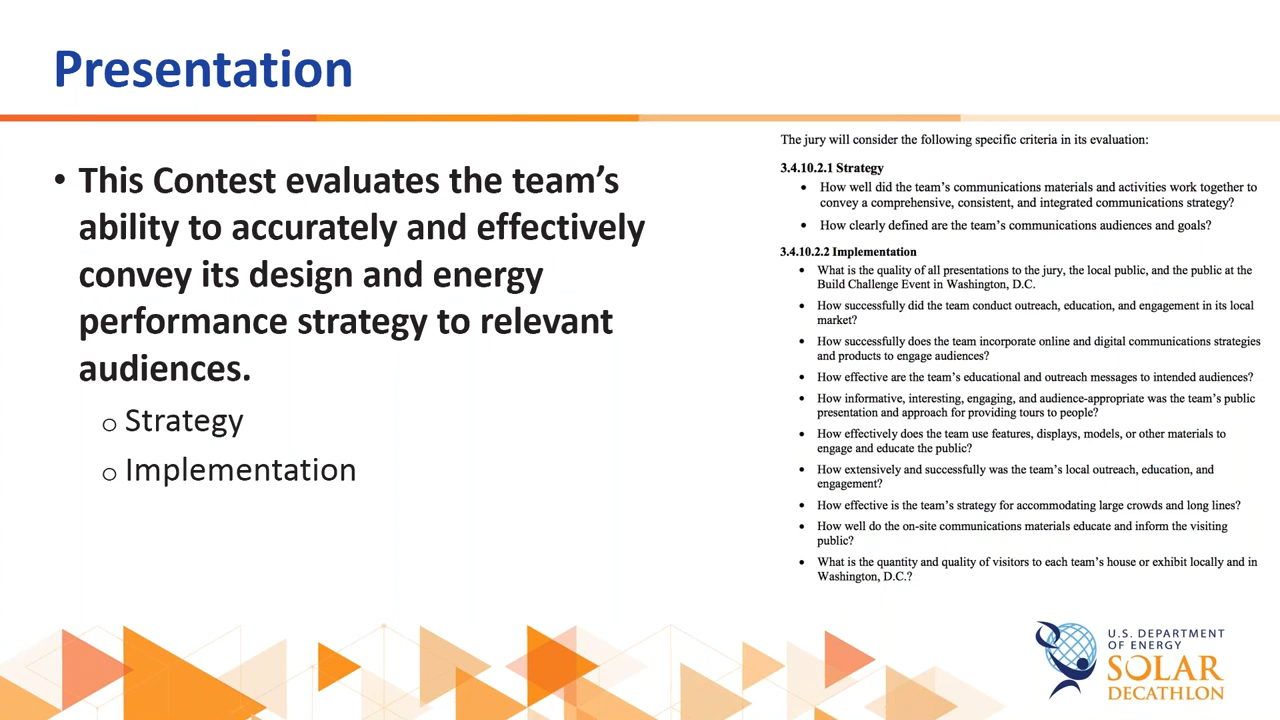 Presentation
• This Contest evaluates the team’s
ability to accurately and effectively
convey its design and energy
performance strategy to relevant
audiences.
o Strategy
o Implementation
The jury will consider the following specific criteria in its evaluation:
3.4.10.2.1 Strategy
• How well did the team’s communications materials and activities work together to
convey a comprehensive, consistent, and integrated communications strategy?
• How clearly defined are the team’s communications audiences and goals?
3.4.10.2.2 Implementation
• What is the quality of all presentations to the jury, the local public, and the public at the
Build Challenge Event in Washington, D.C.
• How successfully did the team conduct outreach, education, and engagement in its local
market?
• How successfully does the team incorporate online and digital communications strategies
and products to engage audiences?
• How effective are the team’s educational and outreach messages to intended audiences?
• How informative, interesting, engaging, and audience-appropriate was the team’s public
presentation and approach for providing tours to people?
• How effectively does the team use features, displays, models, or other materials to
engage and educate the public?
• How extensively and successfully was the team’s local outreach, education, and
engagement?
• How effective is the team’s strategy for accommodating large crowds and long lines?
• How well do the on-site communications materials educate and inform the visiting
public?
• What is the quantity and quality of visitors to each team’s house or exhibit locally and in
Washington, D.C.?
U.S. DEPARTMENT
OF ENERGY
SOLAR
DECATHLON